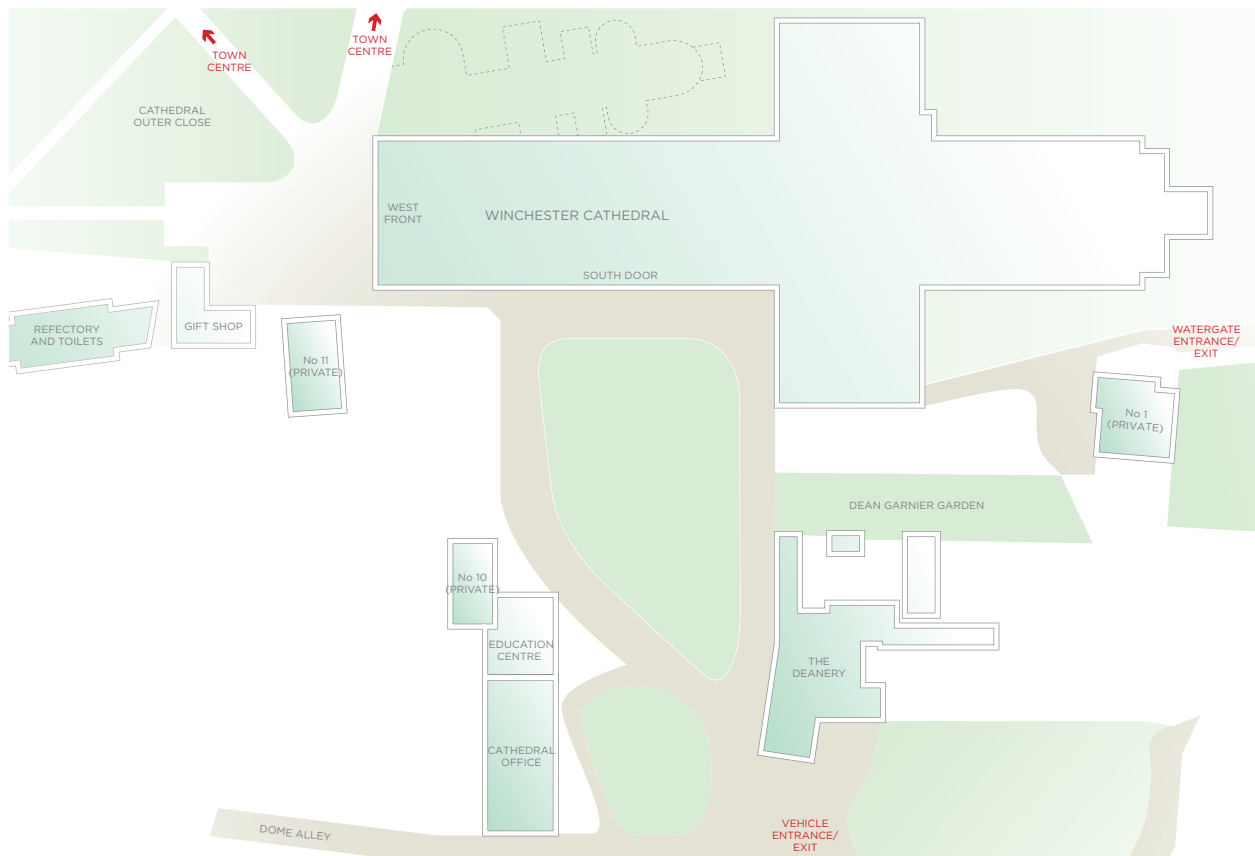 TOWN
CENTRE
TOWN
CENTRE
CATHEDRAL
OUTER CLOSE
WEST
FRONT
WINCHESTER CATHEDRAL
SOUTH DOOR
REFECTORY
AND TOILETS
GIFT SHOP
No 11
(PRIVATE)
WATERGATE
ENTRANCE/
EXIT
No 1
(PRIVATE)
DEAN GARNIER GARDEN
No 10
(PRIVATE)
EDUCATION
CENTRE
THE
DEANERY
CATHEDRAL
OFFICE
DOME ALLEY
VEHICLE
ENTRANCE/
EXIT